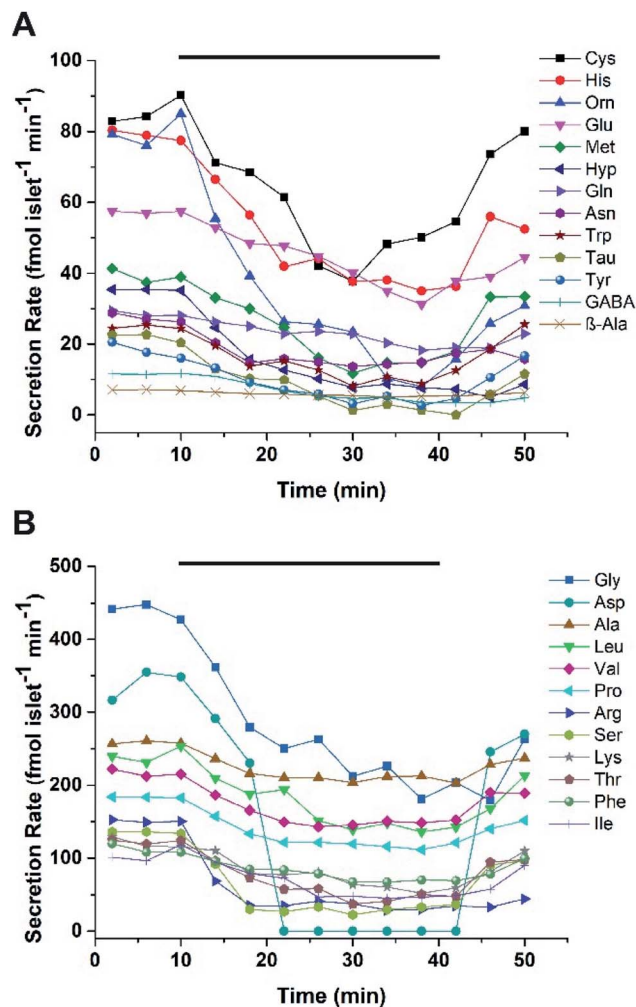 A
Secretion Rate (fmol islet⁻¹ min⁻¹)
100
80
60
40
20
0
0
10
20
30
40
50
Time (min)
Cys
His
Orn
Glu
Met
Hyp
Gln
Asn
Trp
Tau
Tyr
GABA
ß-Ala
B
Secretion Rate (fmol islet⁻¹ min⁻¹)
500
400
300
200
100
0
0
10
20
30
40
50
Time (min)
Gly
Asp
Ala
Leu
Val
Pro
Arg
Ser
Lys
Thr
Phe
Ile